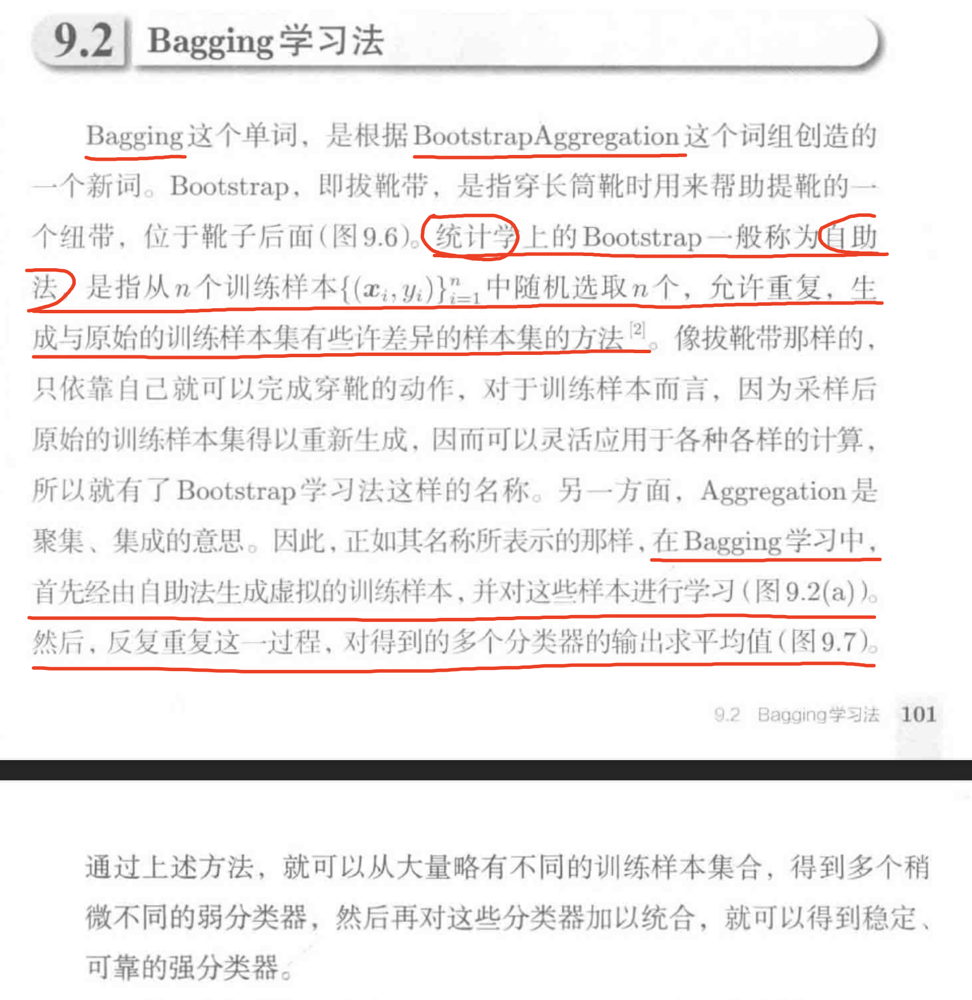 9.2 Bagging学习法
Bagging这个单词，是根据BootstrapAggregation这个词组创造的
一个新词。Bootstrap，即拔靴带，是指穿长筒靴时用来帮助提靴的一
个纽带，位于靴子后面(图9.6)。统计学上的Bootstrap一般称为自助
法，是指从n个训练样本{(x_i, y_i)}_{i=1}^n中随机选取n个，允许重复，生
成与原始的训练样本集有些许差异的样本集的方法[2]。像拔靴带那样的，
只依靠自己就可以完成穿靴的动作，对于训练样本而言，因为采样后
原始的训练样本集得以重新生成，因而可以灵活应用于各种各样的计算，
所以就有了Bootstrap学习法这样的名称。另一方面，Aggregation是
聚集、集成的意思。因此，正如其名称所表示的那样，在Bagging学习中，
首先经由自助法生成虚拟的训练样本，并对这些样本进行学习(图9.2(a))。
然后，反复重复这一过程，对得到的多个分类器的输出求平均值(图9.7)。
9.2 Bagging学习法 101
通过上述方法，就可以从大量略有不同的训练样本集合，得到多个稍
微不同的弱分类器，然后再对这些分类器加以统合，就可以得到稳定、
可靠的强分类器。